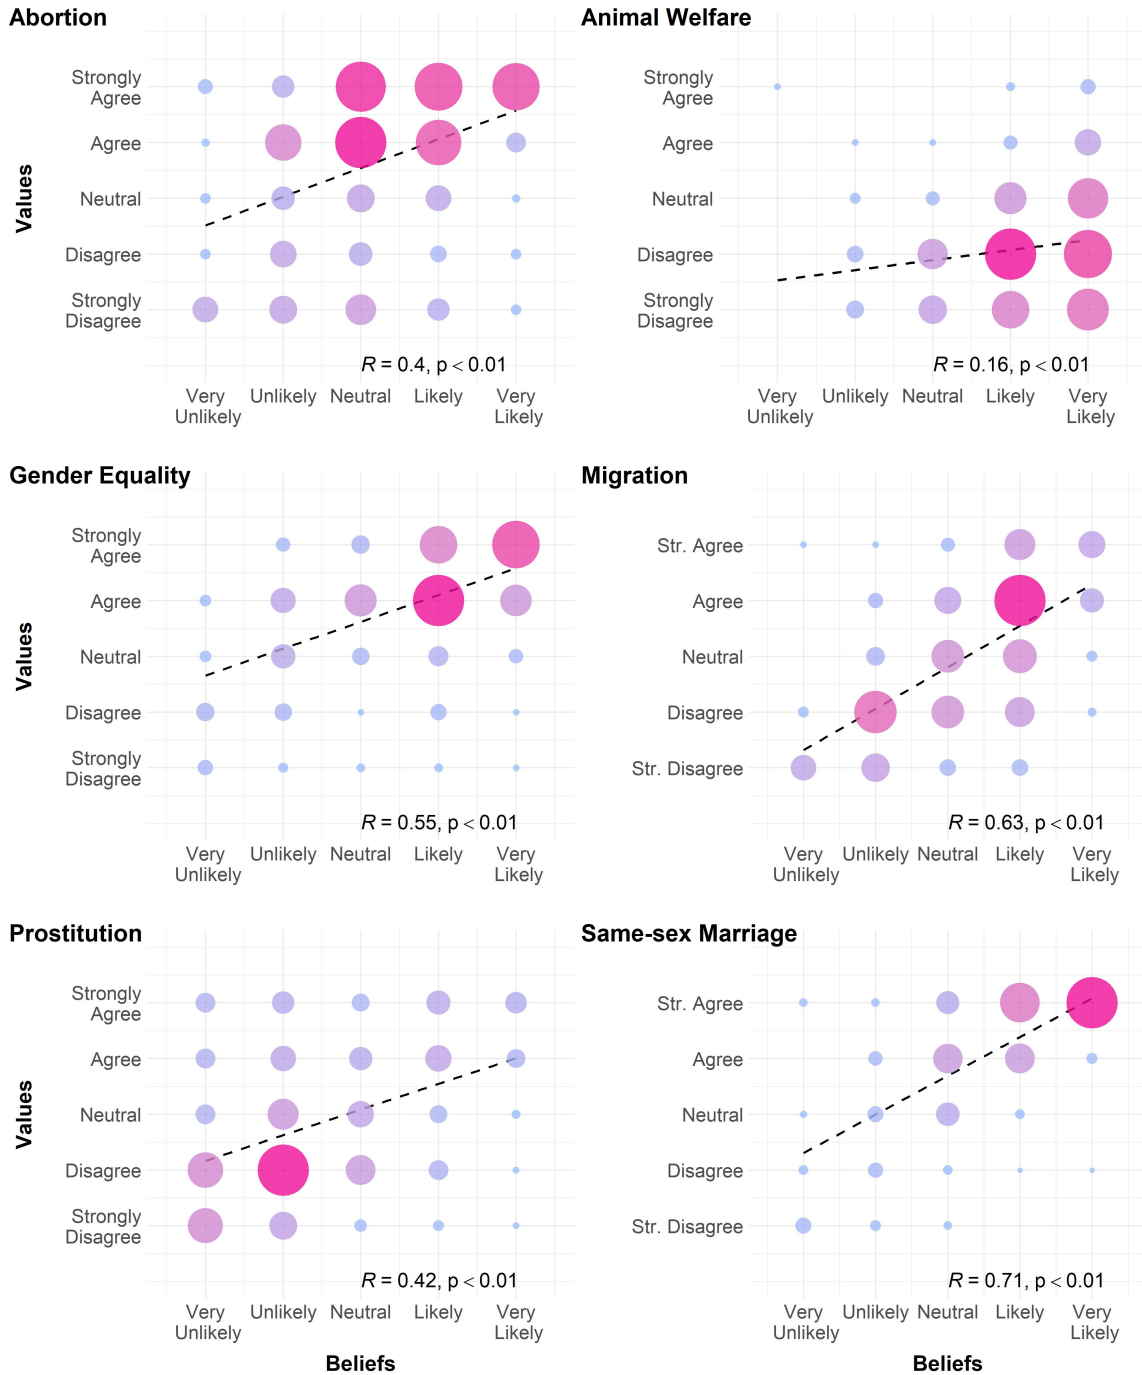 Abortion
Strongly
Agree
Agree
Neutral
Disagree
Strongly
Disagree
Values
R = 0.4, p < 0.01
Very
Unlikely
Unlikely
Neutral
Likely
Very
Likely
Animal Welfare
Strongly
Agree
Agree
Neutral
Disagree
Strongly
Disagree
R = 0.16, p < 0.01
Very
Unlikely
Unlikely
Neutral
Likely
Very
Likely
Gender Equality
Strongly
Agree
Agree
Neutral
Disagree
Strongly
Disagree
Values
R = 0.55, p < 0.01
Very
Unlikely
Unlikely
Neutral
Likely
Very
Likely
Migration
Str. Agree
Agree
Neutral
Disagree
Str. Disagree
R = 0.63, p < 0.01
Very
Unlikely
Unlikely
Neutral
Likely
Very
Likely
Prostitution
Strongly
Agree
Agree
Neutral
Disagree
Strongly
Disagree
Values
R = 0.42, p < 0.01
Very
Unlikely
Unlikely
Neutral
Likely
Very
Likely
Beliefs
Same-sex Marriage
Str. Agree
Agree
Neutral
Disagree
Str. Disagree
R = 0.71, p < 0.01
Very
Unlikely
Unlikely
Neutral
Likely
Very
Likely
Beliefs